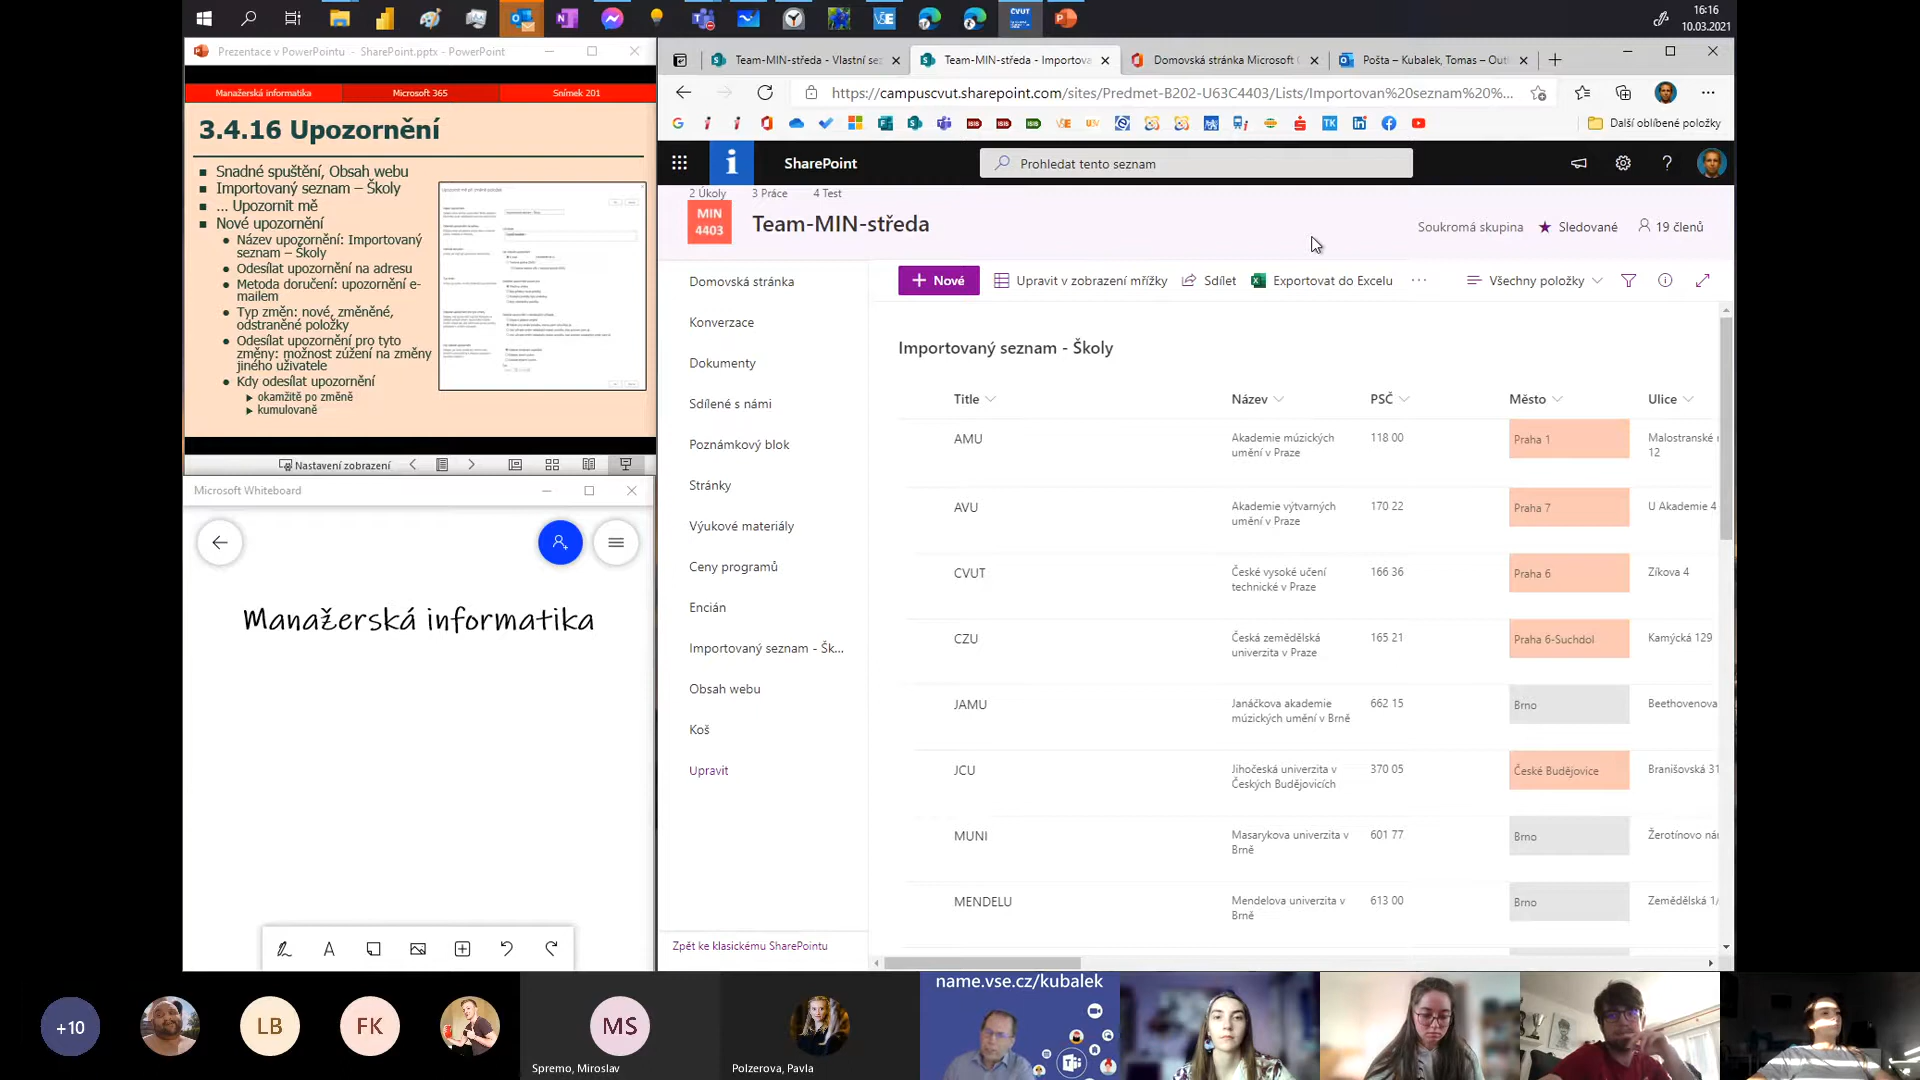 16:16
10.03.2021
Prezentace v PowerPointu - SharePoint.pptx - PowerPoint
Manažerská informatika
Microsoft 365
Snímek 201
3.4.16 Upozornění
Snadné spuštění, Obsah webu
Importovaný seznam – Školy
... Upozornit mě
Nové upozornění
Název upozornění: Importovaný
seznam – Školy
Odesílat upozornění na adresu
Metoda doručení: upozornění e-
mailem
Typ změn: nové, změněné,
odstraněné položky
Odesílat upozornění pro tyto
změny: možnost zúžení na změny
jiného uživatele
Kdy odesílat upozornění
okamžitě po změně
kumulovaně
Nastavení zobrazení
Microsoft Whiteboard
Manažerská informatika
Team-MIN-středa - Vlastní se
Team-MIN-středa - Importova
Domovská stránka Microsoft
Pošta – Kubalek, Tomas – Out
https://campuscvut.sharepoint.com/sites/Predmet-B202-U63C4403/Lists/Importovan%20seznam%20%...
Další oblíbené položky
SharePoint
Prohledat tento seznam
2 Úkoly
3 Práce
4 Test
MIN
4403
Team-MIN-středa
Soukromá skupina
Sledované
19 členů
Domovská stránka
Konverzace
Dokumenty
Sdílené s námi
Poznámkový blok
Stránky
Výukové materiály
Ceny programů
Encián
Importovaný seznam - Šk...
Obsah webu
Koš
Upravit
Zpět ke klasickému SharePointu
+ Nové
Upravit v zobrazení mřížky
Sdílet
Exportovat do Excelu
...
Všechny položky
Importovaný seznam - Školy
Title Název PSČ Město Ulice
AMU Akademie múzických umění v Praze 118 00 Praha 1 Malostranské 12
AVU Akademie výtvarných umění v Praze 170 22 Praha 7 U Akademie 4
CVUT České vysoké učení technické v Praze 166 36 Praha 6 Zíkova 4
CZU Česká zemědělská univerzita v Praze 165 21 Praha 6-Suchdol Kamýcká 129
JAMU Janáčkova akademie múzických umění v Brně 662 15 Brno Beethovenova
JCU Jihočeská univerzita v Českých Budějovicích 370 05 České Budějovice Branišovská 31
MUNI Masarykova univerzita v Brně 601 77 Brno Žerotínovo ná
MENDELU Mendelova univerzita v Brně 613 00 Brno Zemědělská 1/
+10
LB
FK
MS
Spremo, Miroslav
Polzerova, Pavla
name.vse.cz/kubalek